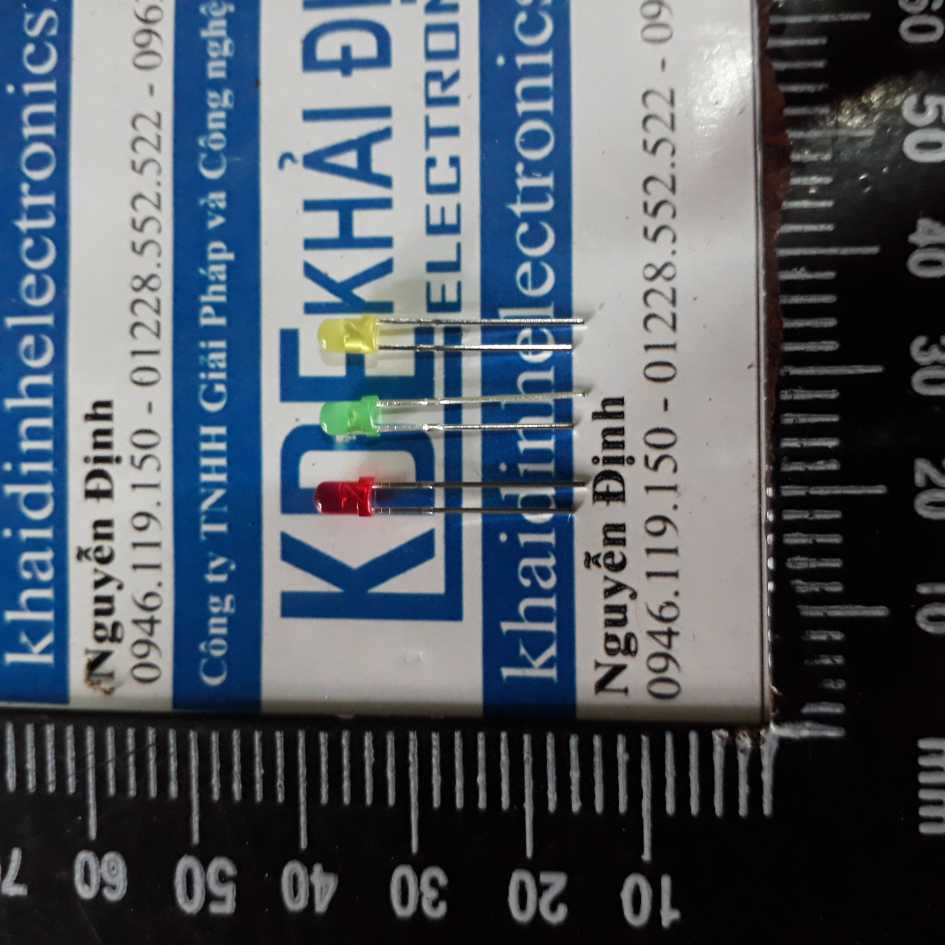 khaidinhelectronics
Nguyễn Định
0946.119.150 - 01228.552.522 - 096
Công ty TNHH Giải Pháp và Công nghệ
KDE KHẢI ĐỊ
ELECTRON
khaidinhelectronics
Nguyễn Định
0946.119.150 - 01228.552.522 - 09
60
50
40
30
20
10
mm
7
60
50
40
30
20
10